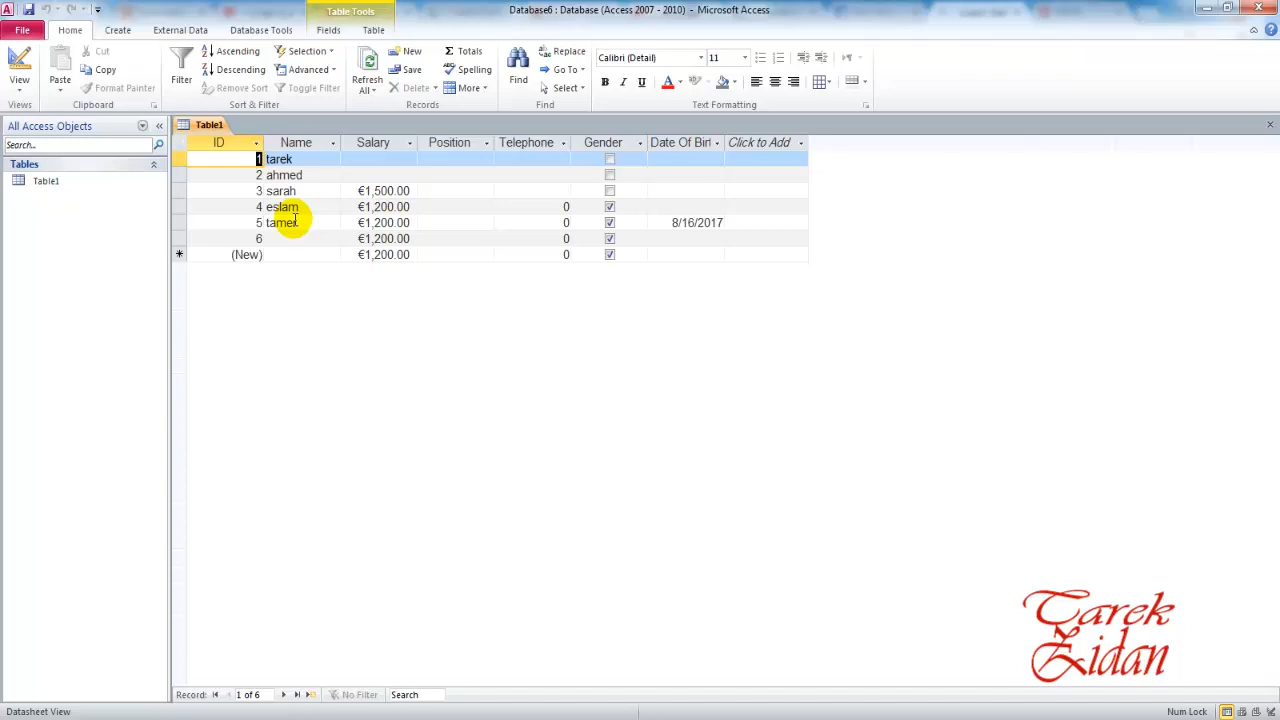 Table Tools
Database6 : Database (Access 2007 - 2010) - Microsoft Access
File Home Create External Data Database Tools Fields Table
Cut Ascending Selection New Totals Replace Calibri (Detail) 11
Copy Descending Advanced Save Spelling Go To
Format Painter Remove Sort Toggle Filter Delete More Select
View Paste Filter Refresh All Find
Views Clipboard Sort & Filter Records Find Text Formatting
All Access Objects Table1
Search... ID Name Salary Position Telephone Gender Date Of Birt Click to Add
Tables 1 tarek
Table1 2 ahmed
3 sarah €1,500.00
4 eslam €1,200.00 0
5 tamer €1,200.00 0 8/16/2017
6 €1,200.00 0
(New) €1,200.00 0
Tarek
Zidan
Record: 1 of 6 No Filter Search
Datasheet View Num Lock